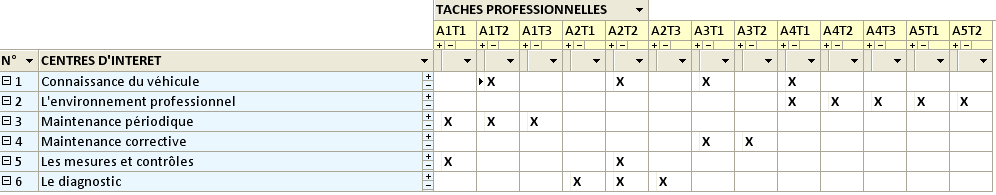 TACHES PROFESSIONNELLES
A1T1 A1T2 A1T3 A2T1 A2T2 A2T3 A3T1 A3T2 A4T1 A4T2 A4T3 A5T1 A5T2
N° CENTRES D'INTERET
1 Connaissance du véhicule X X X X
2 L'environnement professionnel X X X X X
3 Maintenance périodique X X X
4 Maintenance corrective X X
5 Les mesures et contrôles X X
6 Le diagnostic X X X